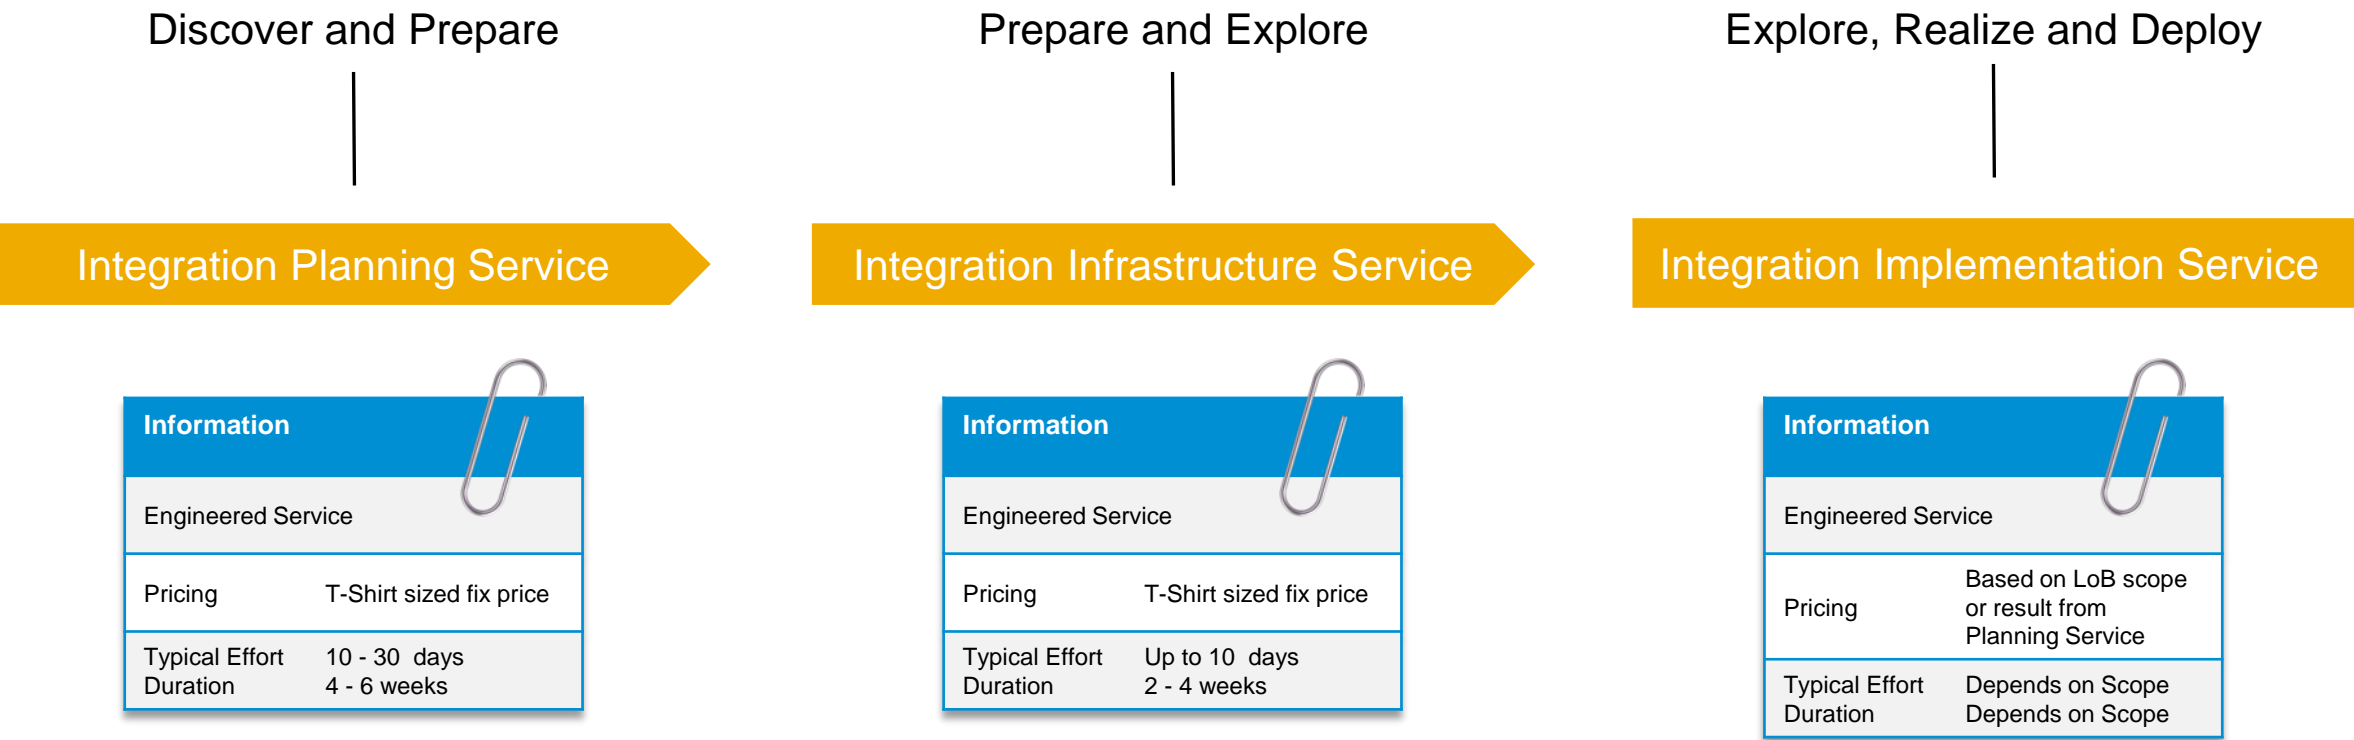 Discover and Prepare
Prepare and Explore
Explore, Realize and Deploy
Integration Planning Service
Integration Infrastructure Service
Integration Implementation Service
Information
Engineered Service
Pricing T-Shirt sized fix price
Typical Effort 10 - 30 days
Duration 4 - 6 weeks
Information
Engineered Service
Pricing T-Shirt sized fix price
Typical Effort Up to 10 days
Duration 2 - 4 weeks
Information
Engineered Service
Pricing
Based on LoB scope
or result from
Planning Service
Typical Effort Depends on Scope
Duration Depends on Scope